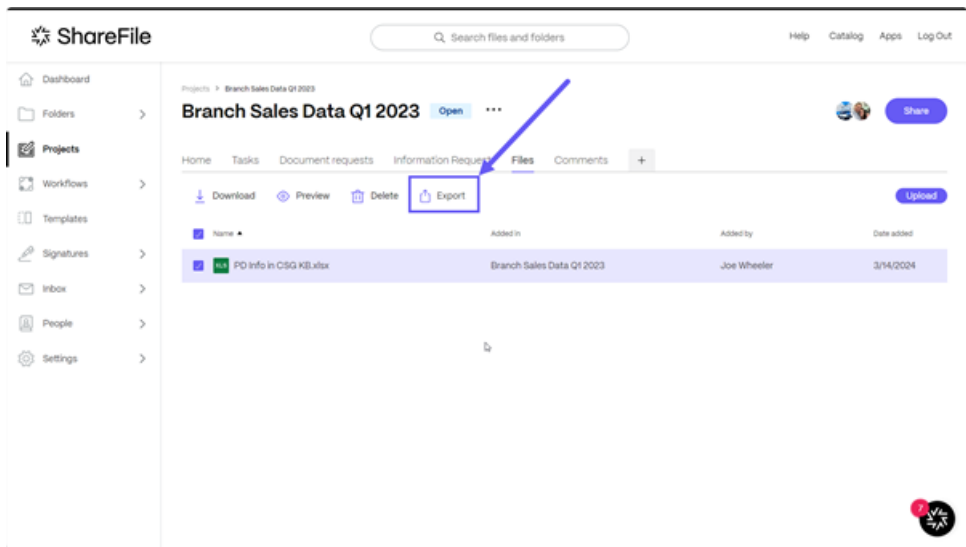 ShareFile
Search files and folders
Help Catalog Apps Log Out
Dashboard
Folders
Projects
Workflows
Templates
Signatures
Inbox
People
Settings
Projects > Branch Sales Data Q1 2023
Branch Sales Data Q1 2023 Open ...
Share
Home Tasks Document requests Information Request Files Comments +
Download Preview Delete Export
Upload
Name Added in Added by Date added
XLS PD Info in CSG KB.xlsx Branch Sales Data Q1 2023 Joe Wheeler 3/14/2024
7